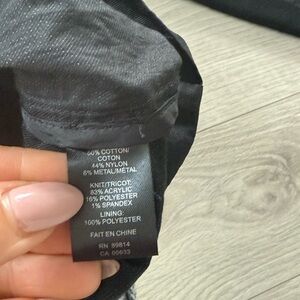 50% COTTON/
COTON
44% NYLON
6% METAL/METAL
KNIT/TRICOT:
83% ACRYLIC
16% POLYESTER
1% SPANDEX
LINING:
100% POLYESTER
FAIT EN CHINE
RN 89814
CA 00633